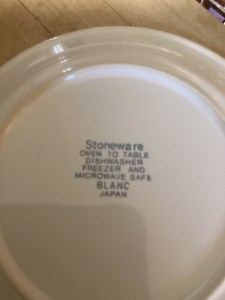 Stoneware
OVEN TO TABLE
DISHWASHER
FREEZER AND
MICROWAVE SAFE
BLANC
JAPAN